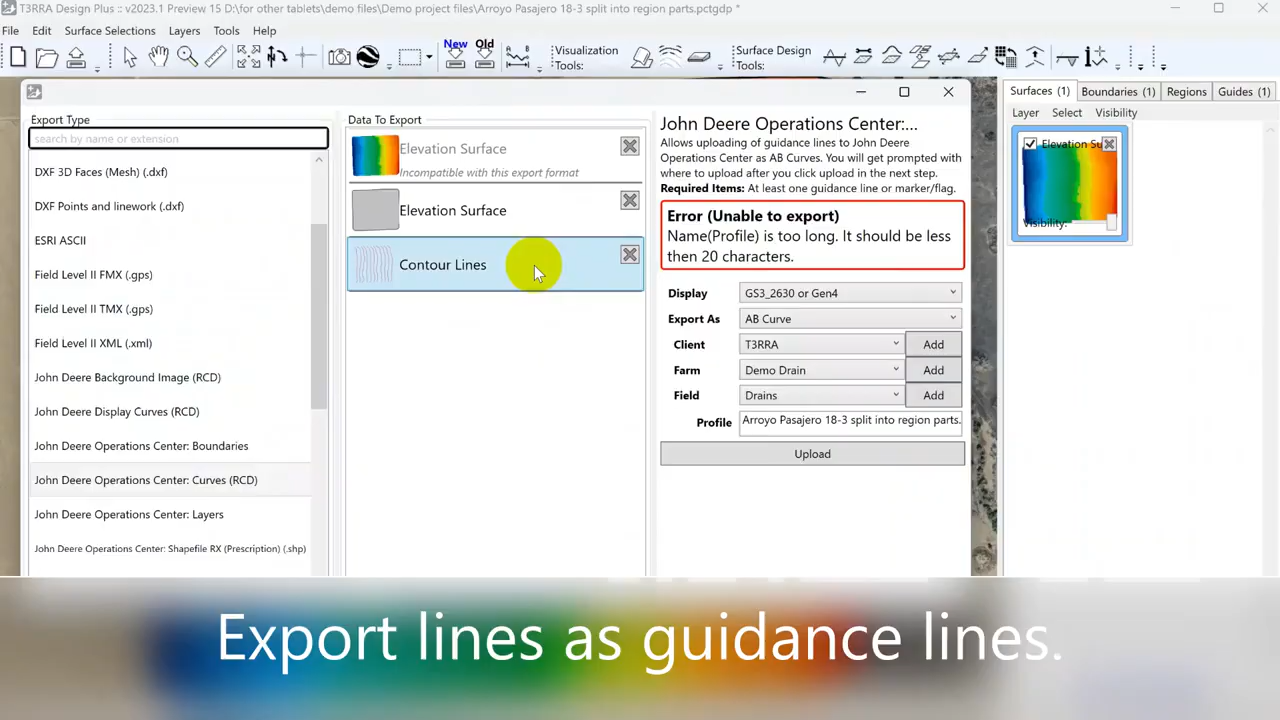 T3RRA Design Plus :: v2023.1 Preview 15 D:\for other tablets\demo files\Demo project files\Arroyo Pasajero 18-3 split into region parts.pctgdp *
File Edit Surface Selections Layers Tools Help
New Old Visualization Tools: Surface Design Tools:
Export Type
search by name or extension
DXF 3D Faces (Mesh) (.dxf)
DXF Points and linework (.dxf)
ESRI ASCII
Field Level II FMX (.gps)
Field Level II TMX (.gps)
Field Level II XML (.xml)
John Deere Background Image (RCD)
John Deere Display Curves (RCD)
John Deere Operations Center: Boundaries
John Deere Operations Center: Curves (RCD)
John Deere Operations Center: Layers
John Deere Operations Center: Shapefile RX (Prescription) (.shp)
Data To Export
Elevation Surface
Incompatible with this export format
Elevation Surface
Contour Lines
John Deere Operations Center:...
Allows uploading of guidance lines to John Deere
Operations Center as AB Curves. You will get prompted with
where to upload after you click upload in the next step.
Required Items: At least one guidance line or marker/flag.
Error (Unable to export)
Name(Profile) is too long. It should be less
then 20 characters.
Display GS3_2630 or Gen4
Export As AB Curve
Client T3RRA Add
Farm Demo Drain Add
Field Drains Add
Profile Arroyo Pasajero 18-3 split into region parts.
Upload
Surfaces (1) Boundaries (1) Regions Guides (1)
Layer Select Visibility
Elevation Su
Visibility:
Export lines as guidance lines.